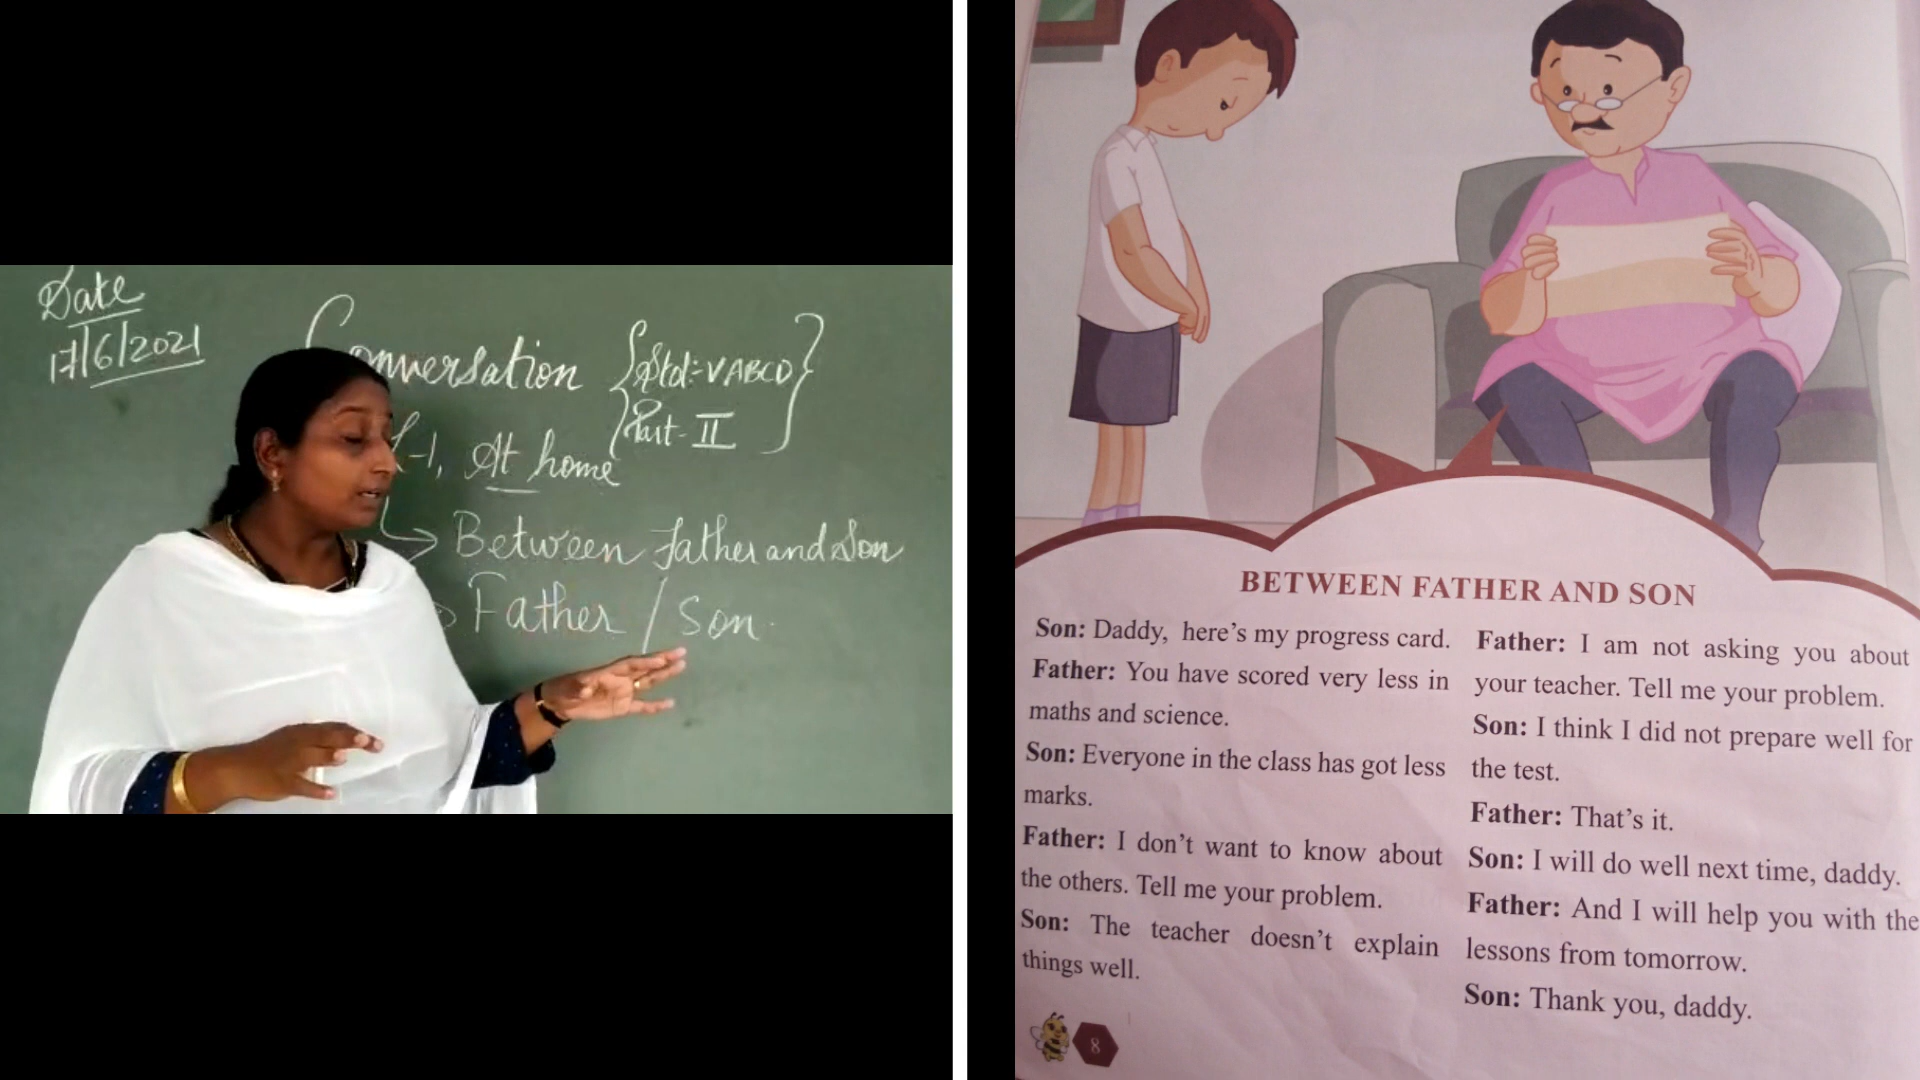 Date
17/6/2021
Conversation
{Std:- V ABCD}
Part - II
L-1, At home
Between Father and Son
Father / Son.
BETWEEN FATHER AND SON
Son: Daddy, here's my progress card.
Father: You have scored very less in
maths and science.
Son: Everyone in the class has got less
marks.
Father: I don't want to know about
the others. Tell me your problem.
Son: The teacher doesn't explain
things well.
Father: I am not asking you about
your teacher. Tell me your problem.
Son: I think I did not prepare well for
the test.
Father: That's it.
Son: I will do well next time, daddy.
Father: And I will help you with the
lessons from tomorrow.
Son: Thank you, daddy.
8